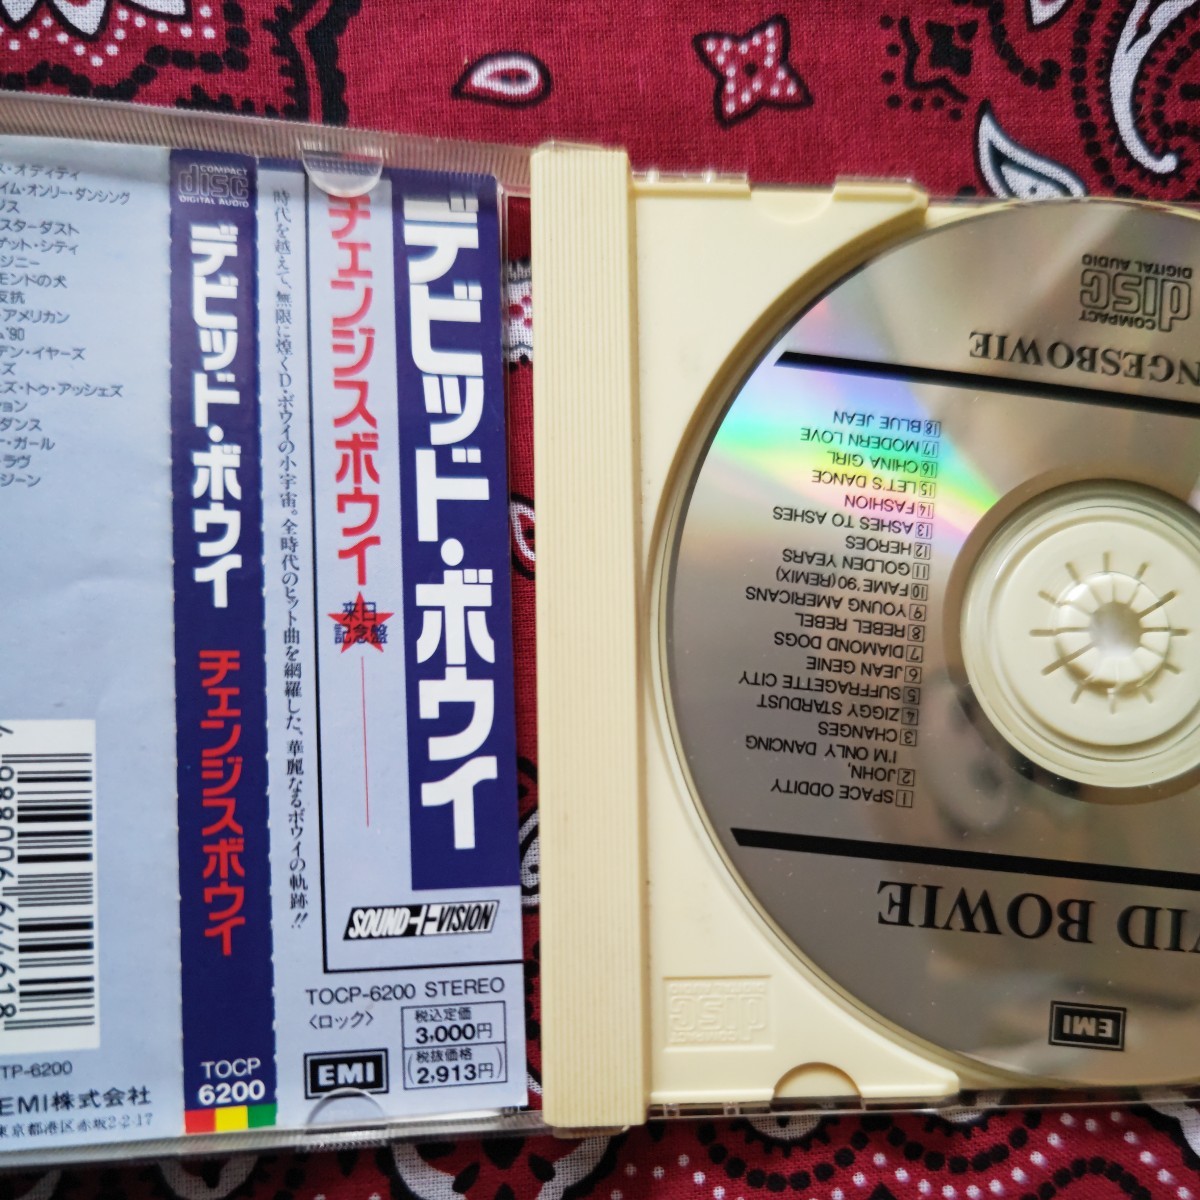 ス・オディティ
イム・オンリー・ダンシング
ジス
スターダスト
ゲット・シティ
ジニー
モンドの犬
反抗
・アメリカン
ム'90
デン・イヤーズ
ズ
ズ・トゥ・アッシェズ
ション
ダンス
ー・ガール
・ラヴ
ジーン
4988006647618
TP-6200
EMI株式会社
東京都港区赤坂2-2-17
COMPACT
disc
DIGITAL AUDIO
デビッド・ボウイ チェンジスボウイ
TOCP
6200
時代を越えて、無限に煌くD・ボウイの小宇宙。全時代のヒット曲を網羅した、華麗なるボウイの軌跡!!
チェンジスボウイ
来日
記念盤
デビッド・ボウイ
SOUND+VISION
TOCP-6200 STEREO
〈ロック〉
税込定価
3,000円
(税抜価格
2,913円)
EMI
COMPACT
disc
DIGITAL AUDIO
EMI
VID BOWIE
1 SPACE ODDITY
2 JOHN,
I'M ONLY DANCING
3 CHANGES
4 ZIGGY STARDUST
5 SUFFRAGETTE CITY
6 JEAN GENIE
7 DIAMOND DOGS
8 REBEL REBEL
9 YOUNG AMERICANS
10 FAME '90 (REMIX)
11 GOLDEN YEARS
12 HEROES
13 ASHES TO ASHES
14 FASHION
15 LET'S DANCE
16 CHINA GIRL
17 MODERN LOVE
18 BLUE JEAN
NGESBOWIE
COMPACT
disc
DIGITAL AUDIO